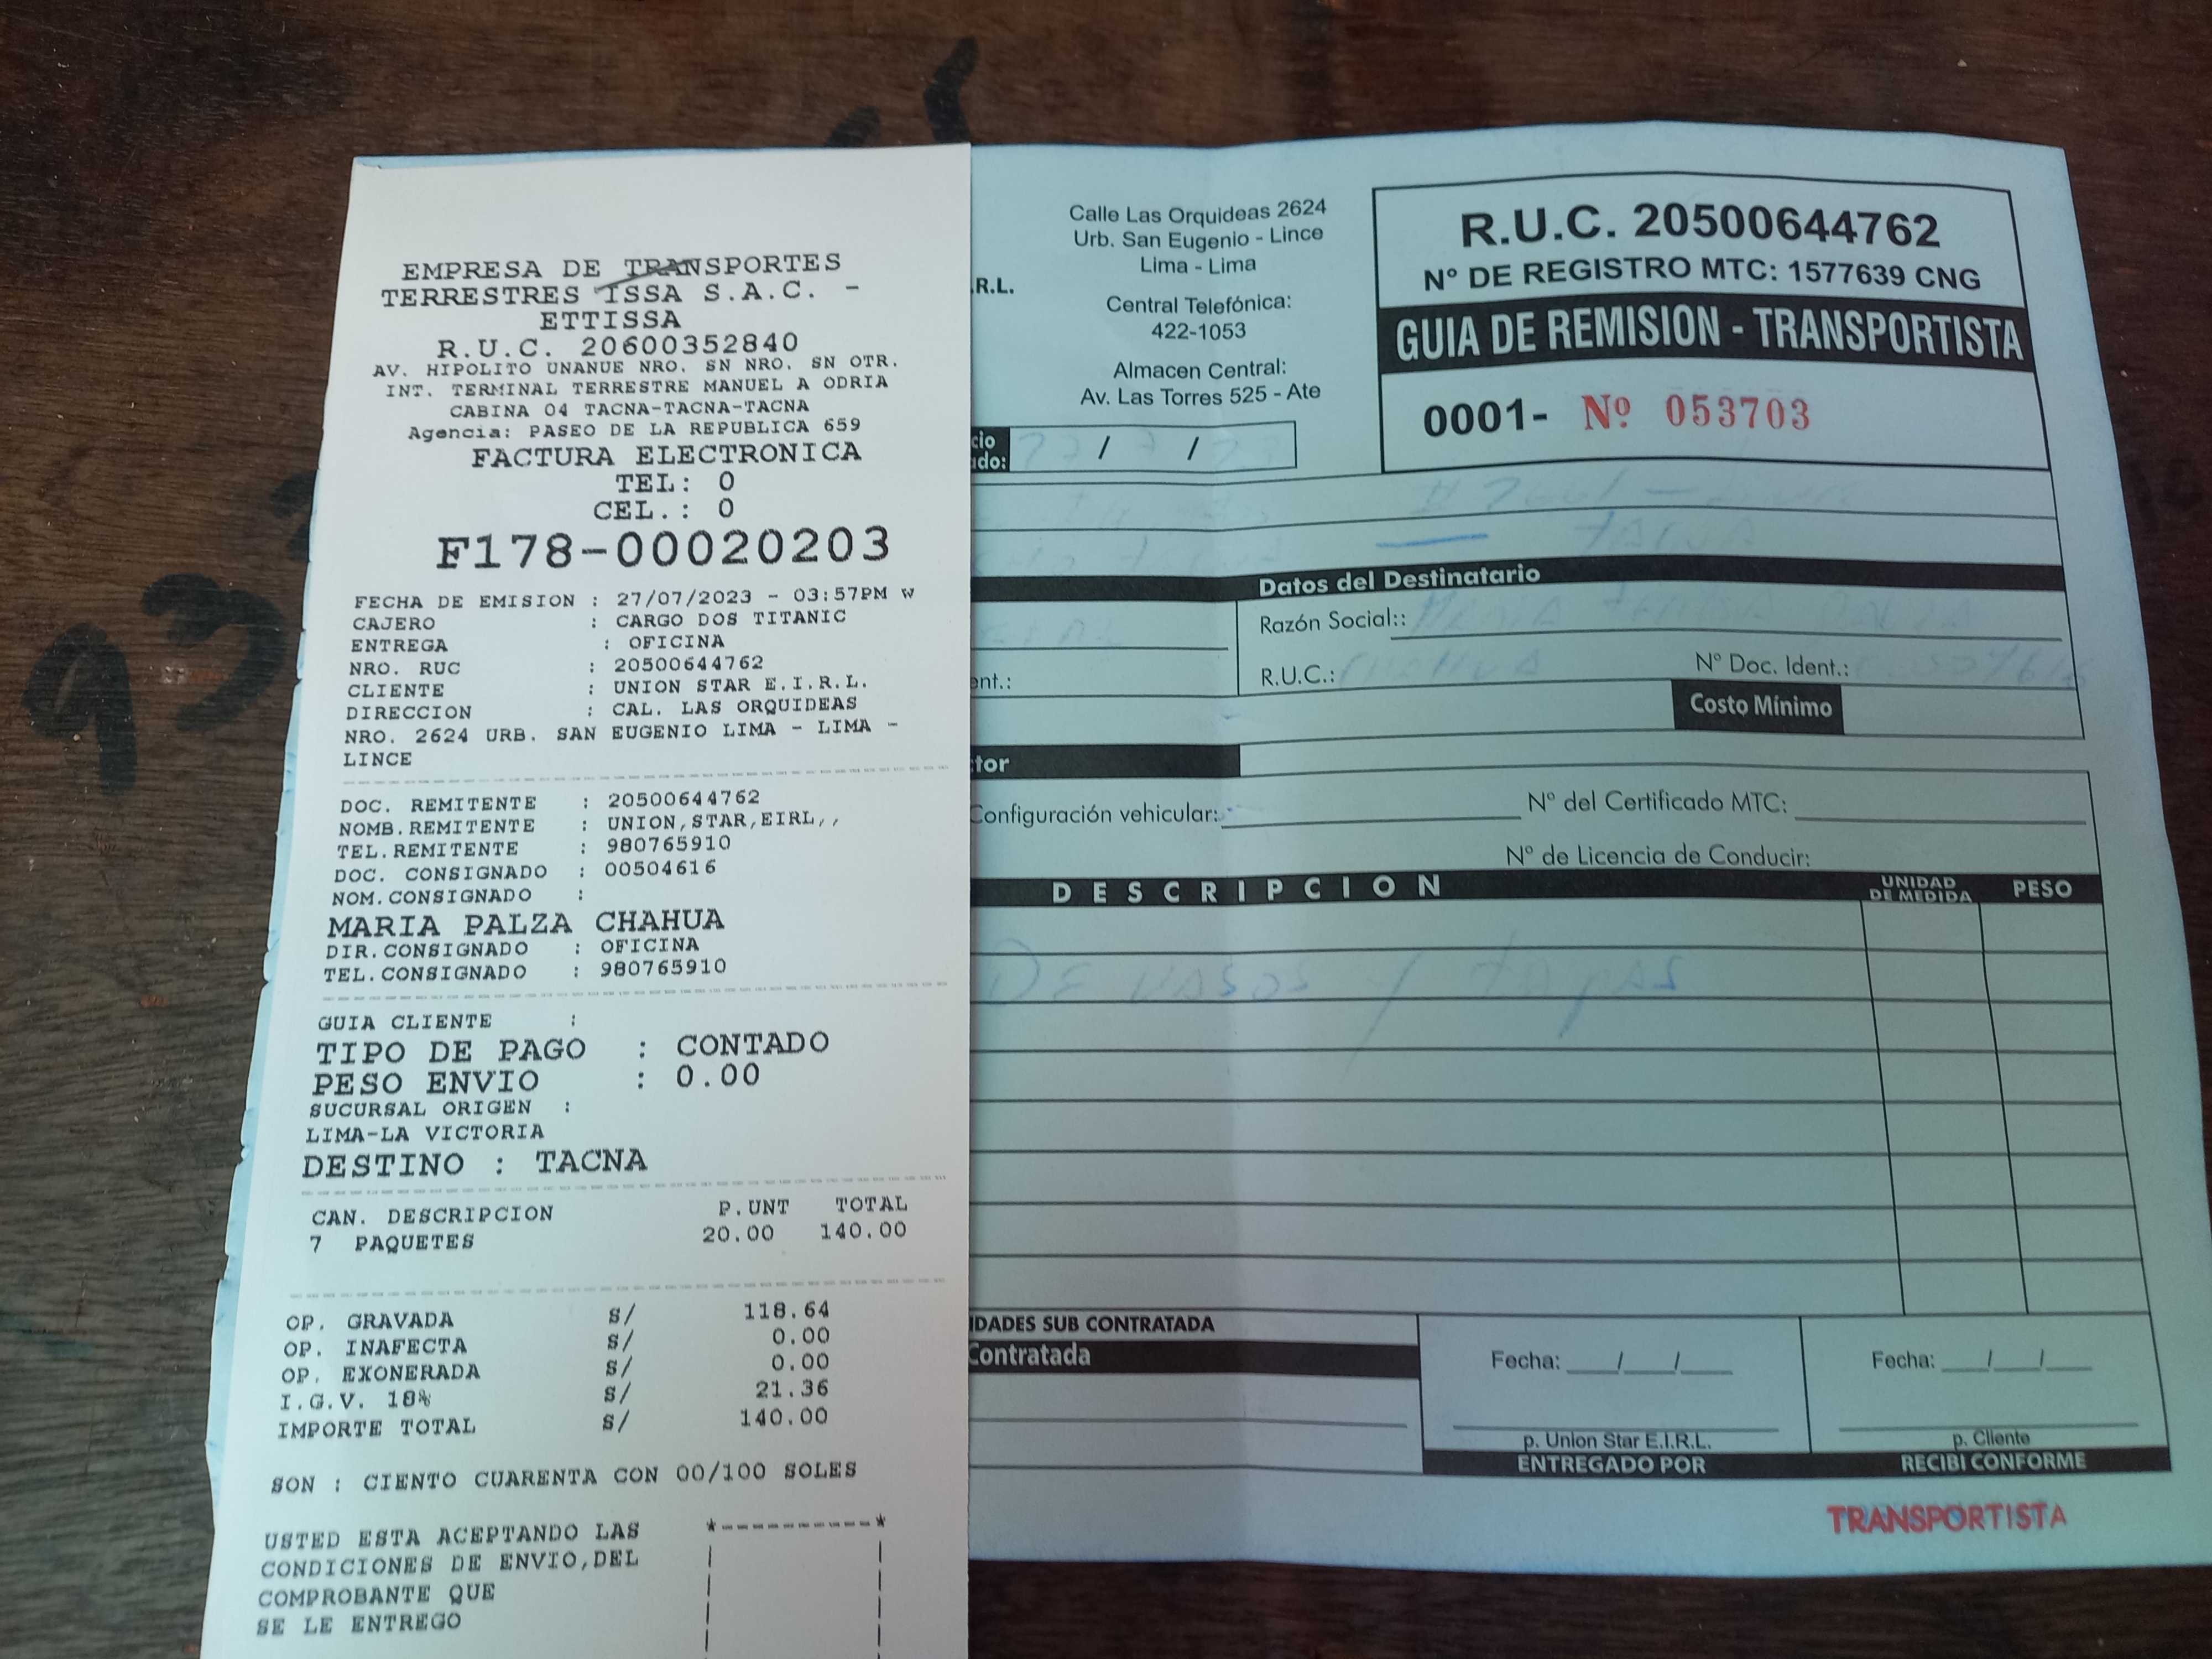 EMPRESA DE TRANSPORTES
TERRESTRES ISSA S.A.C. -
ETTISSA
R.U.C. 20600352840
AV. HIPOLITO UNANUE NRO. SN NRO. SN OTR.
INT. TERMINAL TERRESTRE MANUEL A ODRIA
CABINA 04 TACNA-TACNA-TACNA
Agencia: PASEO DE LA REPUBLICA 659
FACTURA ELECTRONICA
TEL: 0
CEL.: 0
F178-00020203
FECHA DE EMISION : 27/07/2023 - 03:57PM W
CAJERO : CARGO DOS TITANIC
ENTREGA : OFICINA
NRO. RUC : 20500644762
CLIENTE : UNION STAR E.I.R.L.
DIRECCION : CAL. LAS ORQUIDEAS
NRO. 2624 URB. SAN EUGENIO LIMA - LIMA -
LINCE
DOC. REMITENTE : 20500644762
NOMB.REMITENTE : UNION,STAR,EIRL,,
TEL.REMITENTE : 980765910
DOC. CONSIGNADO : 00504616
NOM.CONSIGNADO :
MARIA PALZA CHAHUA
DIR.CONSIGNADO : OFICINA
TEL.CONSIGNADO : 980765910
GUIA CLIENTE :
TIPO DE PAGO : CONTADO
PESO ENVIO : 0.00
SUCURSAL ORIGEN :
LIMA-LA VICTORIA
DESTINO : TACNA
CAN. DESCRIPCION P.UNT TOTAL
7 PAQUETES 20.00 140.00
OP. GRAVADA S/ 118.64
OP. INAFECTA S/ 0.00
OP. EXONERADA S/ 0.00
I.G.V. 18% S/ 21.36
IMPORTE TOTAL S/ 140.00
SON : CIENTO CUARENTA CON 00/100 SOLES
USTED ESTA ACEPTANDO LAS
CONDICIONES DE ENVIO,DEL
COMPROBANTE QUE
SE LE ENTREGO
.R.L.
Calle Las Orquideas 2624
Urb. San Eugenio - Lince
Lima - Lima
Central Telefónica:
422-1053
Almacen Central:
Av. Las Torres 525 - Ate
R.U.C. 20500644762
Nº DE REGISTRO MTC: 1577639 CNG
GUIA DE REMISION - TRANSPORTISTA
0001- Nº 053703
cio
ado: / /
TACNA
Datos del Destinatario
Razón Social::
R.U.C.: CHAHUA Nº Doc. Ident.:
ent.:
Costo Mínimo
tor
Configuración vehicular: Nº del Certificado MTC:
Nº de Licencia de Conducir:
DESCRIPCION UNIDAD DE MEDIDA PESO
DE VASOS / tapas
IDADES SUB CONTRATADA
Contratada
Fecha: / / Fecha: / /
p. Union Star E.I.R.L. p. Cliente
ENTREGADO POR RECIBI CONFORME
TRANSPORTISTA
93